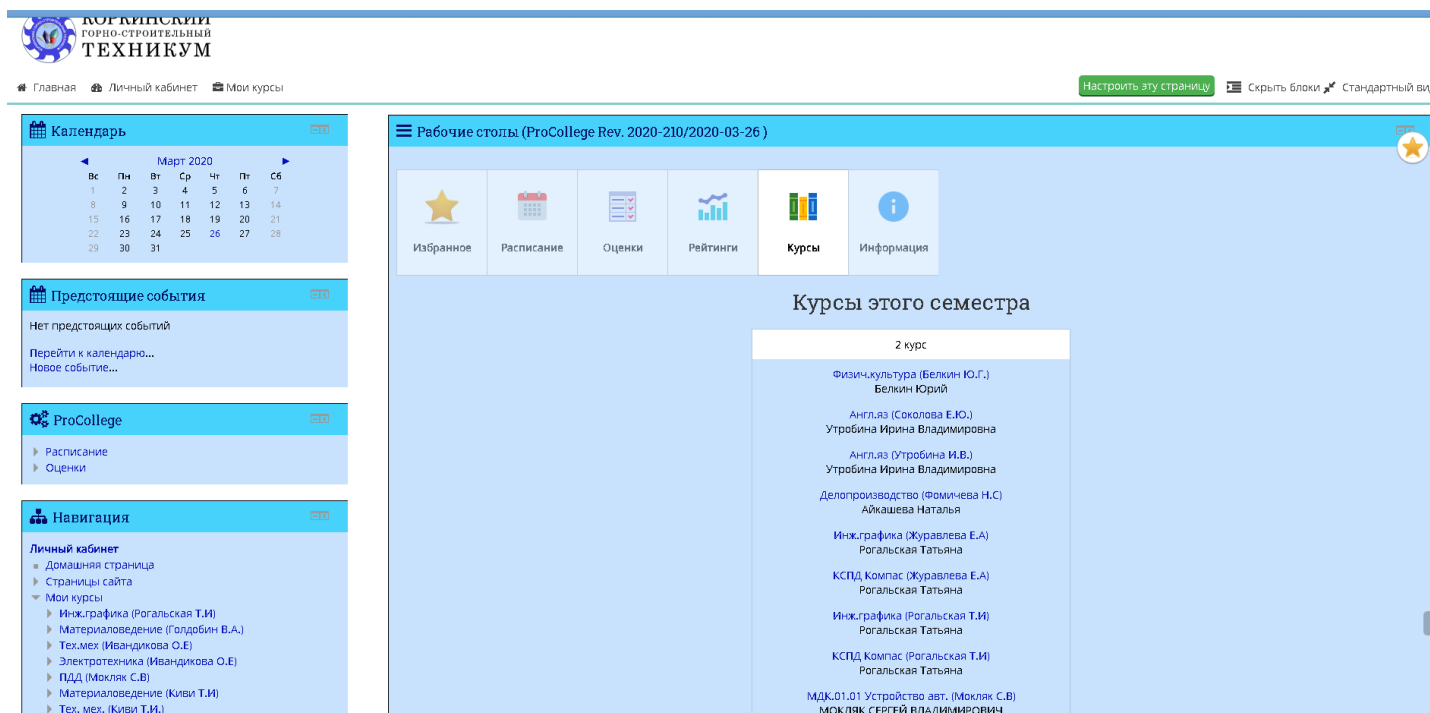 КОРКИНСКИЙ
ГОРНО-СТРОИТЕЛЬНЫЙ
ТЕХНИКУМ
Главная Личный кабинет Мои курсы
Настроить эту страницу Скрыть блоки Стандартный ви
Календарь
Март 2020
Вс Пн Вт Ср Чт Пт Сб
1 2 3 4 5 6 7
8 9 10 11 12 13 14
15 16 17 18 19 20 21
22 23 24 25 26 27 28
29 30 31
Предстоящие события
Нет предстоящих событий
Перейти к календарю...
Новое событие...
ProCollege
Расписание
Оценки
Навигация
Личный кабинет
Домашняя страница
Страницы сайта
Мои курсы
Инж.графика (Рогальская Т.И)
Материаловедение (Голдобин В.А.)
Тех.мех (Ивандикова О.Е)
Электротехника (Ивандикова О.Е)
ПДД (Мокляк С.В)
Материаловедение (Киви Т.И)
Тех. мех. (Киви Т.И.)
Рабочие столы (ProCollege Rev. 2020-210/2020-03-26 )
Избранное Расписание Оценки Рейтинги Курсы Информация
Курсы этого семестра
2 курс
Физич.культура (Белкин Ю.Г.)
Белкин Юрий
Англ.яз (Соколова Е.Ю.)
Утробина Ирина Владимировна
Англ.яз (Утробина И.В.)
Утробина Ирина Владимировна
Делопроизводство (Фомичева Н.С)
Айкашева Наталья
Инж.графика (Журавлева Е.А)
Рогальская Татьяна
КСПД Компас (Журавлева Е.А)
Рогальская Татьяна
Инж.графика (Рогальская Т.И)
Рогальская Татьяна
КСПД Компас (Рогальская Т.И)
Рогальская Татьяна
МДК.01.01 Устройство авт. (Мокляк С.В)
МОКЛЯК СЕРГЕЙ ВЛАДИМИРОВИЧ